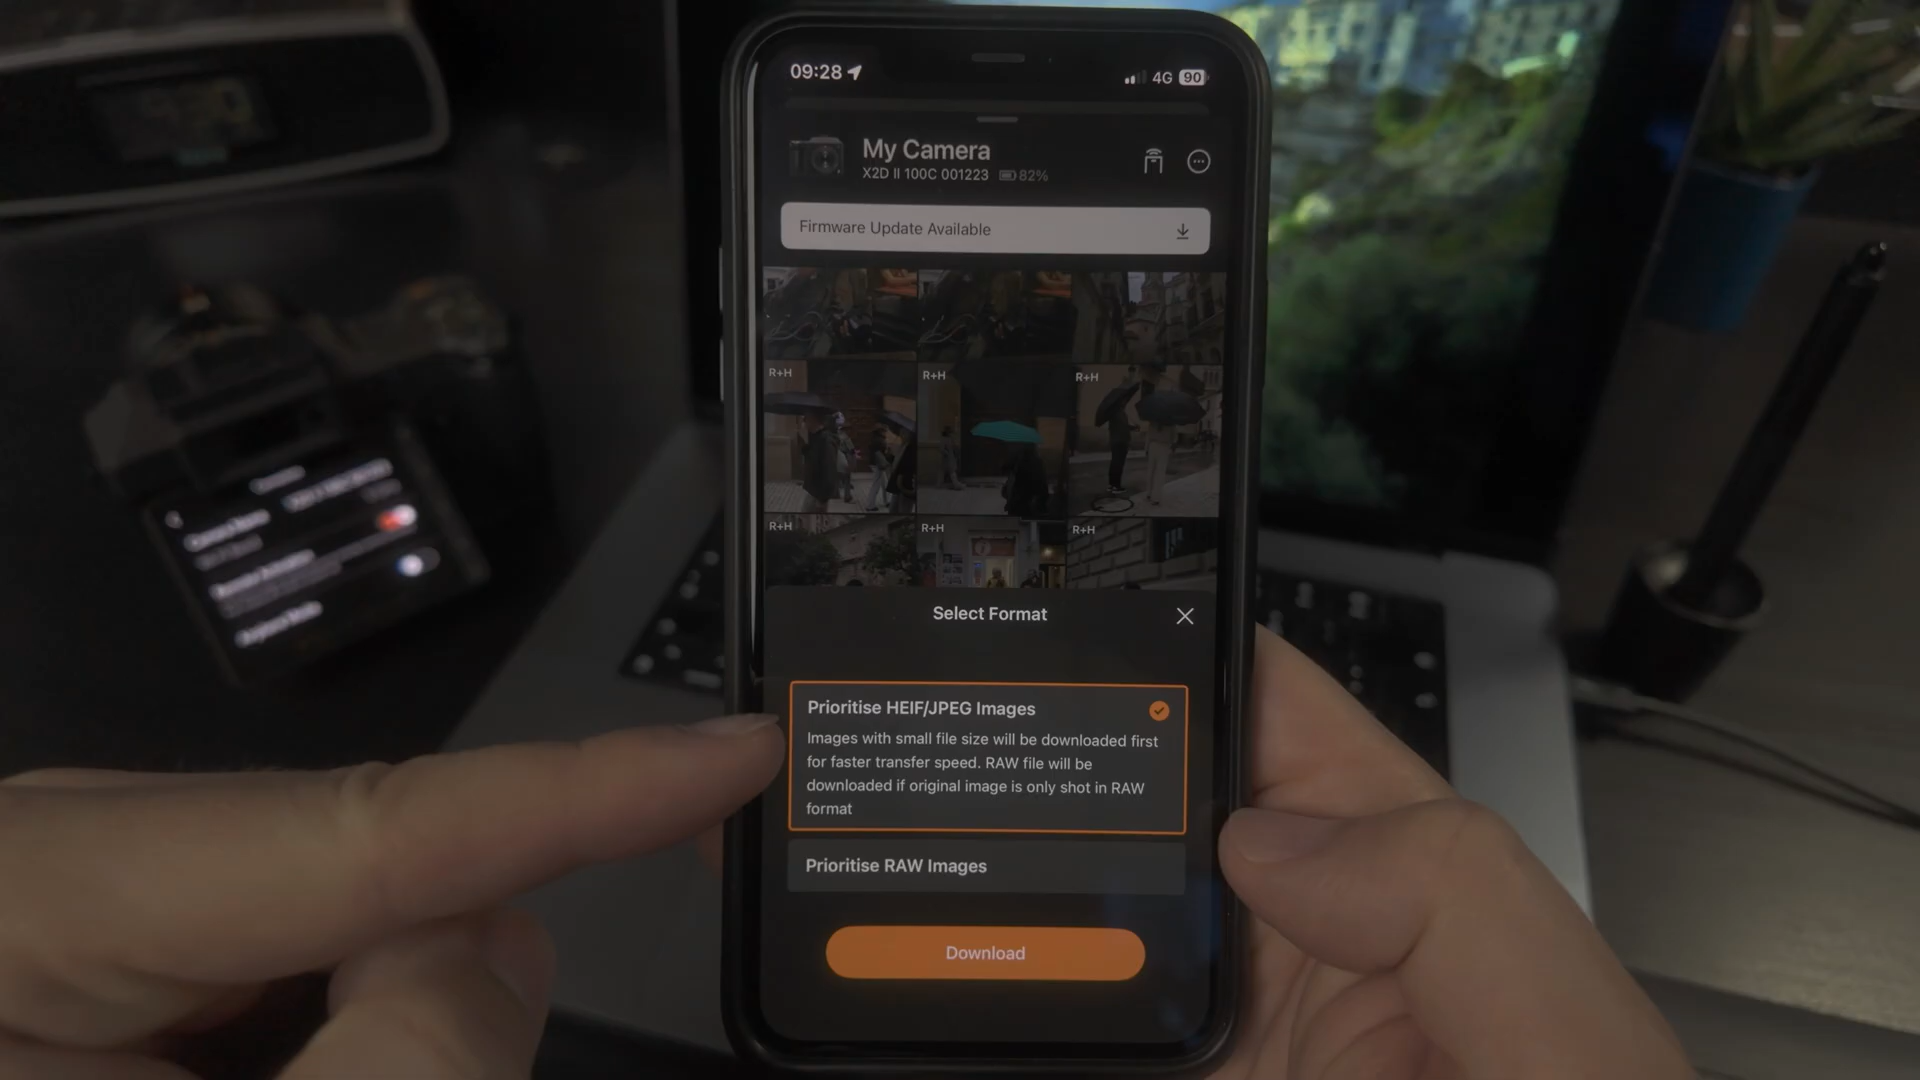 09:28
4G 90
My Camera
X2D II 100C 001223 82%
Firmware Update Available
R+H R+H R+H
R+H R+H R+H
Select Format
Prioritise HEIF/JPEG Images
Images with small file size will be downloaded first
for faster transfer speed. RAW file will be
downloaded if original image is only shot in RAW
format
Prioritise RAW Images
Download